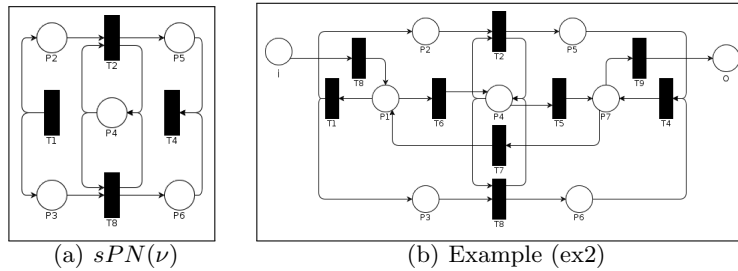 P2
T2
P5
T1
P4
T4
P3
T8
P6
(a) sPN(ν)
i
T8
P2
T2
P5
T9
O
T1
P1
T6
P4
T5
P7
T4
T7
P3
T8
P6
(b) Example (ex2)